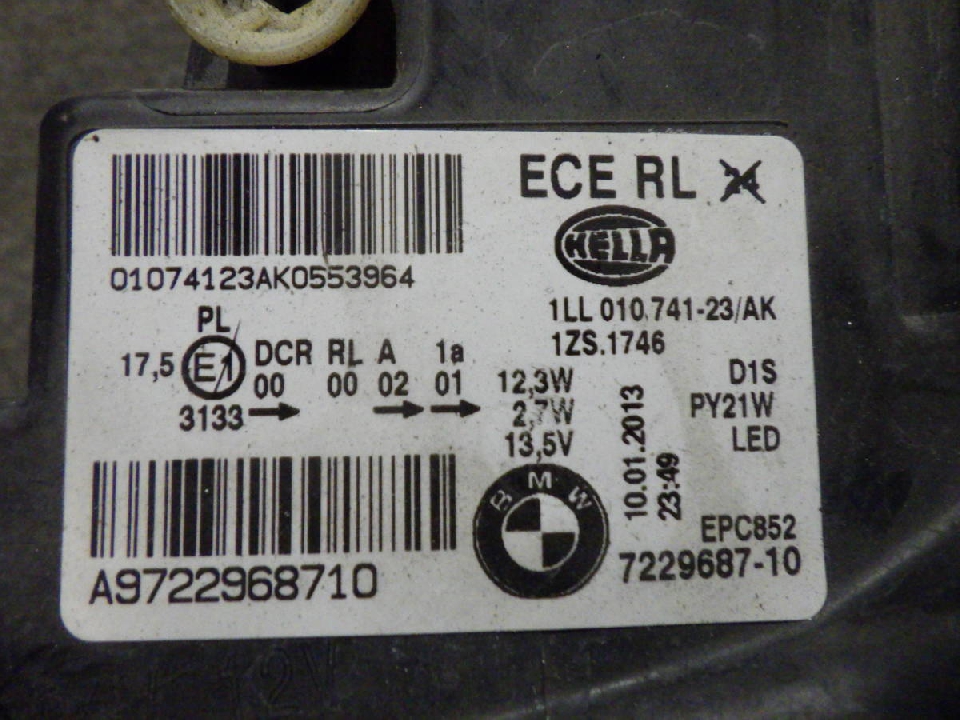 ECE RL
HELLA
01074123AK0553964
1LL 010.741-23/AK
1ZS.1746
PL
17,5 E1 DCR RL A 1a
00 00 02 01
3133
12,3W
2,7W
13,5V
D1S
PY21W
LED
10.01.2013
23:49
BMW
EPC852
7229687-10
A9722968710
12V